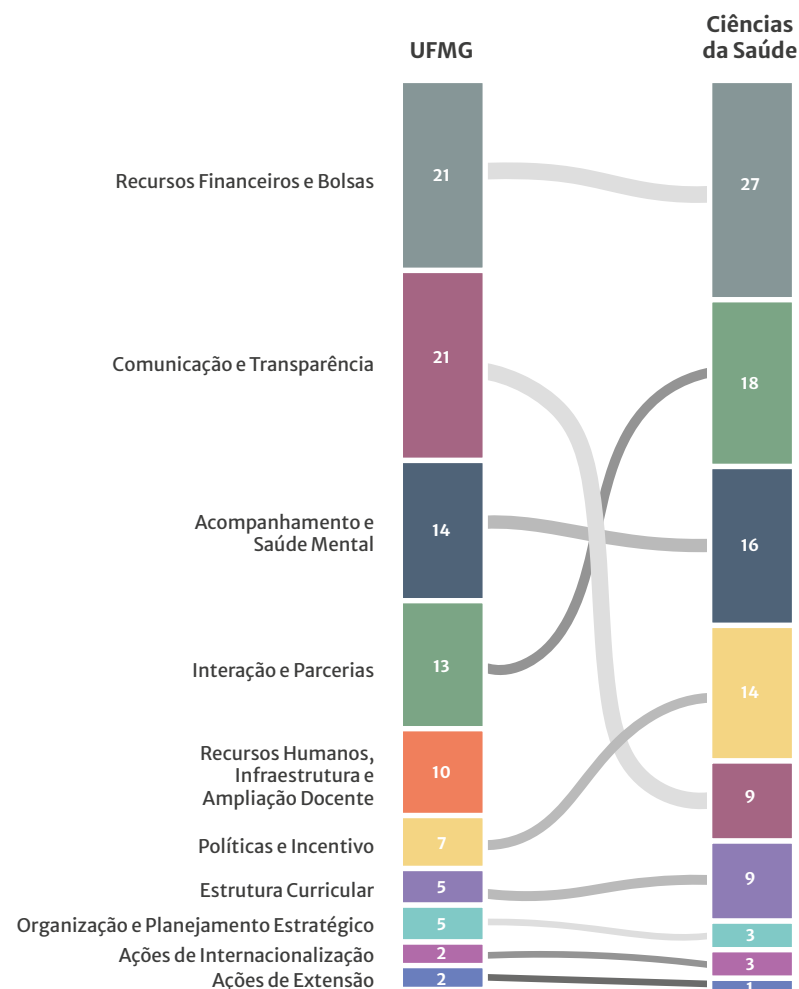 UFMG
Ciências
da Saúde
Recursos Financeiros e Bolsas
21
27
Comunicação e Transparência
21
18
Acompanhamento e
Saúde Mental
14
16
Interação e Parcerias
13
14
Recursos Humanos,
Infraestrutura e
Ampliação Docente
10
9
Políticas e Incentivo
7
Estrutura Curricular
5
9
Organização e Planejamento Estratégico
5
3
Ações de Internacionalização
2
3
Ações de Extensão
2
1